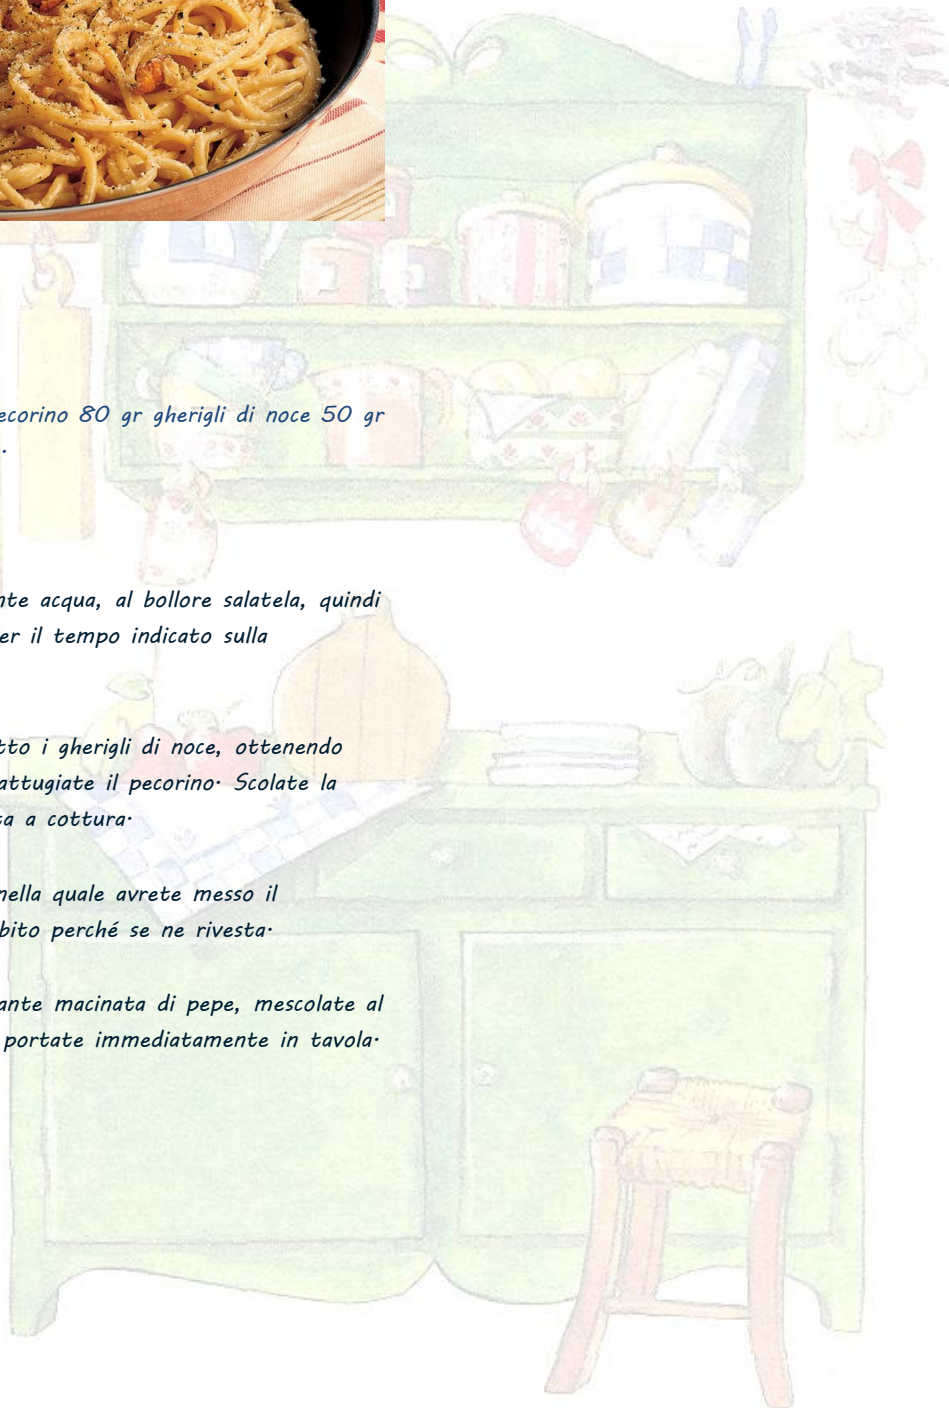 ecorino 80 gr gherigli di noce 50 gr
.
nte acqua, al bollore salatela, quindi
er il tempo indicato sulla
tto i gherigli di noce, ottenendo
attugiate il pecorino. Scolate la
ta a cottura.
nella quale avrete messo il
bito perché se ne rivesta.
ante macinata di pepe, mescolate al
portate immediatamente in tavola.